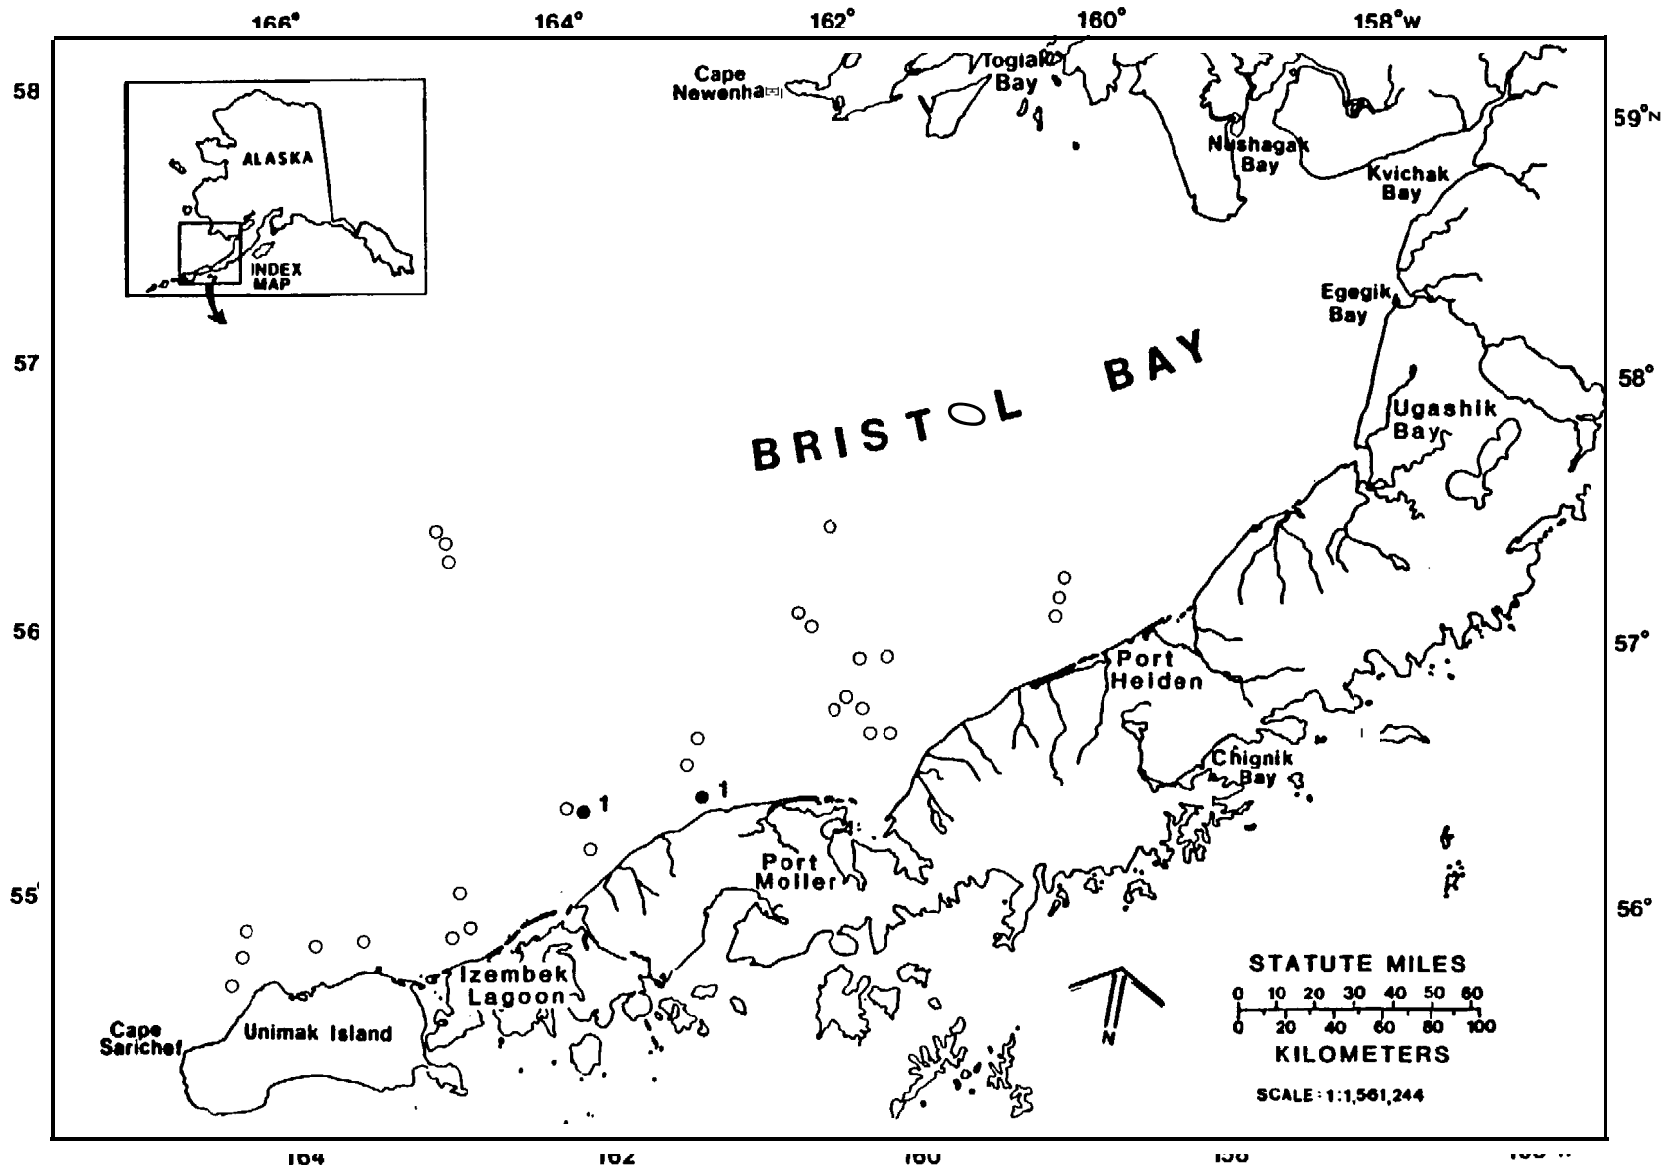 166°
164°
162°
160°
158°W
58
57
56
55
59°N
58°
57°
56°
ALASKA
INDEX
MAP
Cape
Newenha
Togiak
Bay
Nushagak
Bay
Kvichak
Bay
Egegik
Bay
BRISTOL BAY
Ugashik
Bay
Port
Heiden
Chignik
Bay
1
1
Port
Moller
Izembek
Lagoon
Unimak Island
Cape
Sarichef
N
STATUTE MILES
0 10 20 30 40 50 60
0 20 40 60 80 100
KILOMETERS
SCALE: 1:1,561,244
164
162
160
158